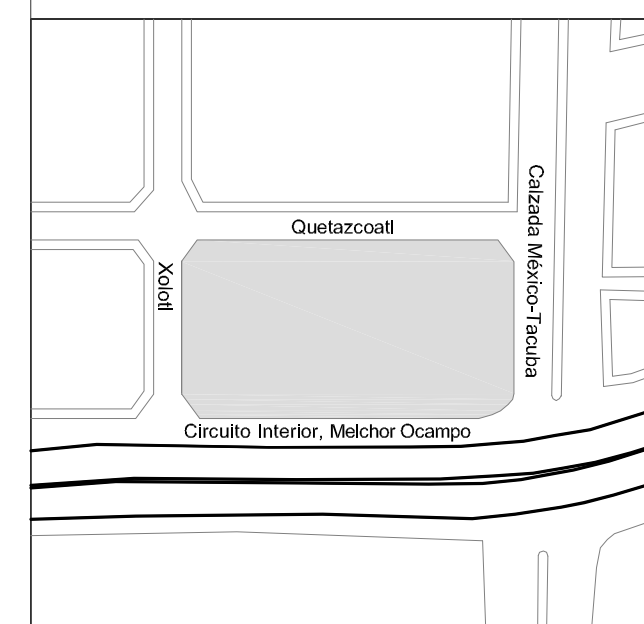 Quetazcoatl
Calzada México-Tacuba
Xolotl
Circuito Interior, Melchor Ocampo